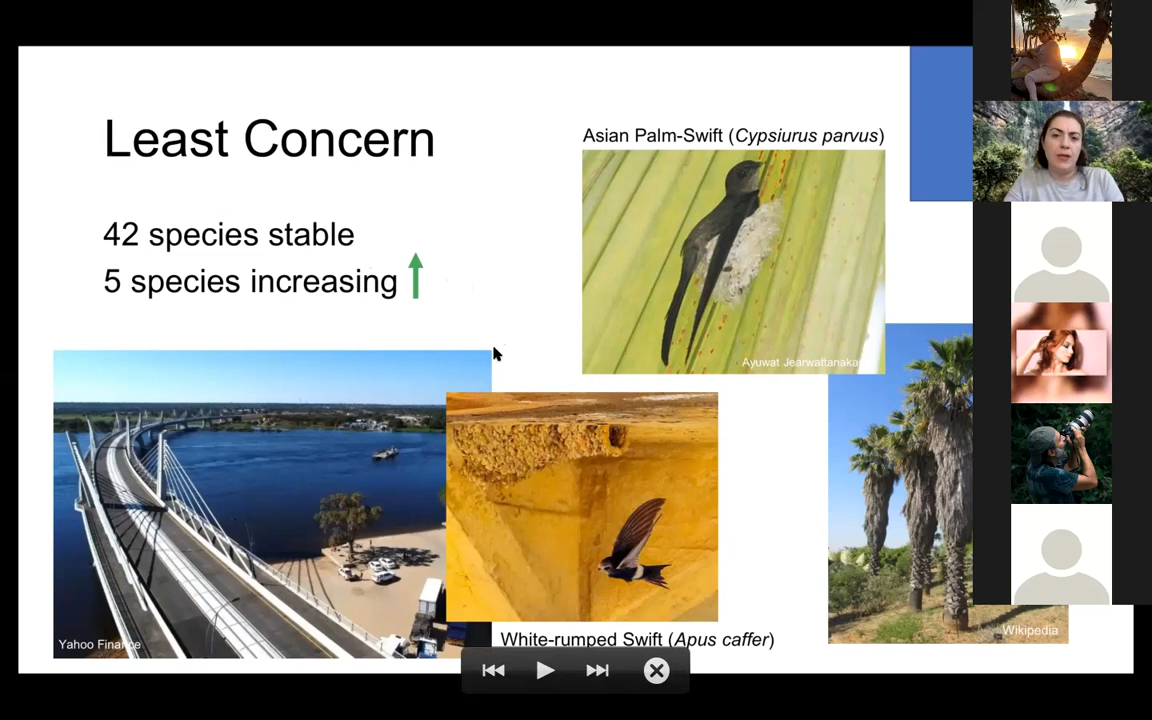 Least Concern
42 species stable
5 species increasing
Asian Palm-Swift (Cypsiurus parvus)
Ayuwat Jearwattanaka
Yahoo Finance
White-rumped Swift (Apus caffer)
Wikipedia